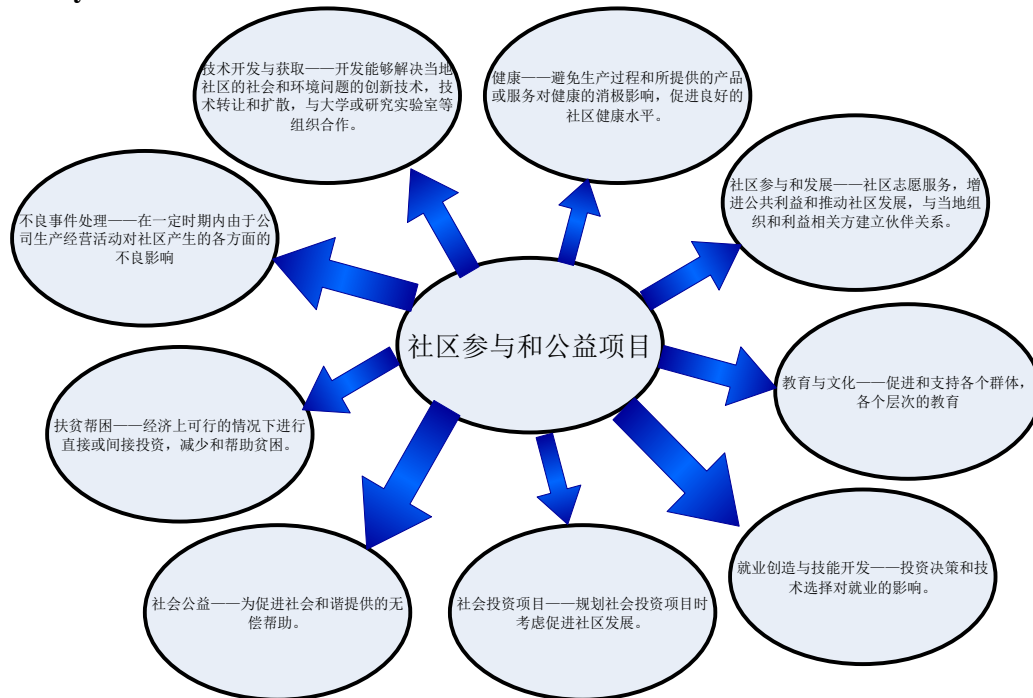 技术开发与获取——开发能够解决当地
社区的社会和环境问题的创新技术，技
术转让和扩散，与大学或研究实验室等
组织合作。
健康——避免生产过程和所提供的产品
或服务对健康的消极影响，促进良好的
社区健康水平。
社区参与和发展——社区志愿服务，增
进公共利益和推动社区发展，与当地组
织和利益相关方建立伙伴关系。
不良事件处理——在一定时期内由于公
司生产经营活动对社区产生的各方面的
不良影响
社区参与和公益项目
教育与文化——促进和支持各个群体，
各个层次的教育
扶贫帮困——经济上可行的情况下进行
直接或间接投资，减少和帮助贫困。
就业创造与技能开发——投资决策和技
术选择对就业的影响。
社会公益——为促进社会和谐提供的无
偿帮助。
社会投资项目——规划社会投资项目时
考虑促进社区发展。